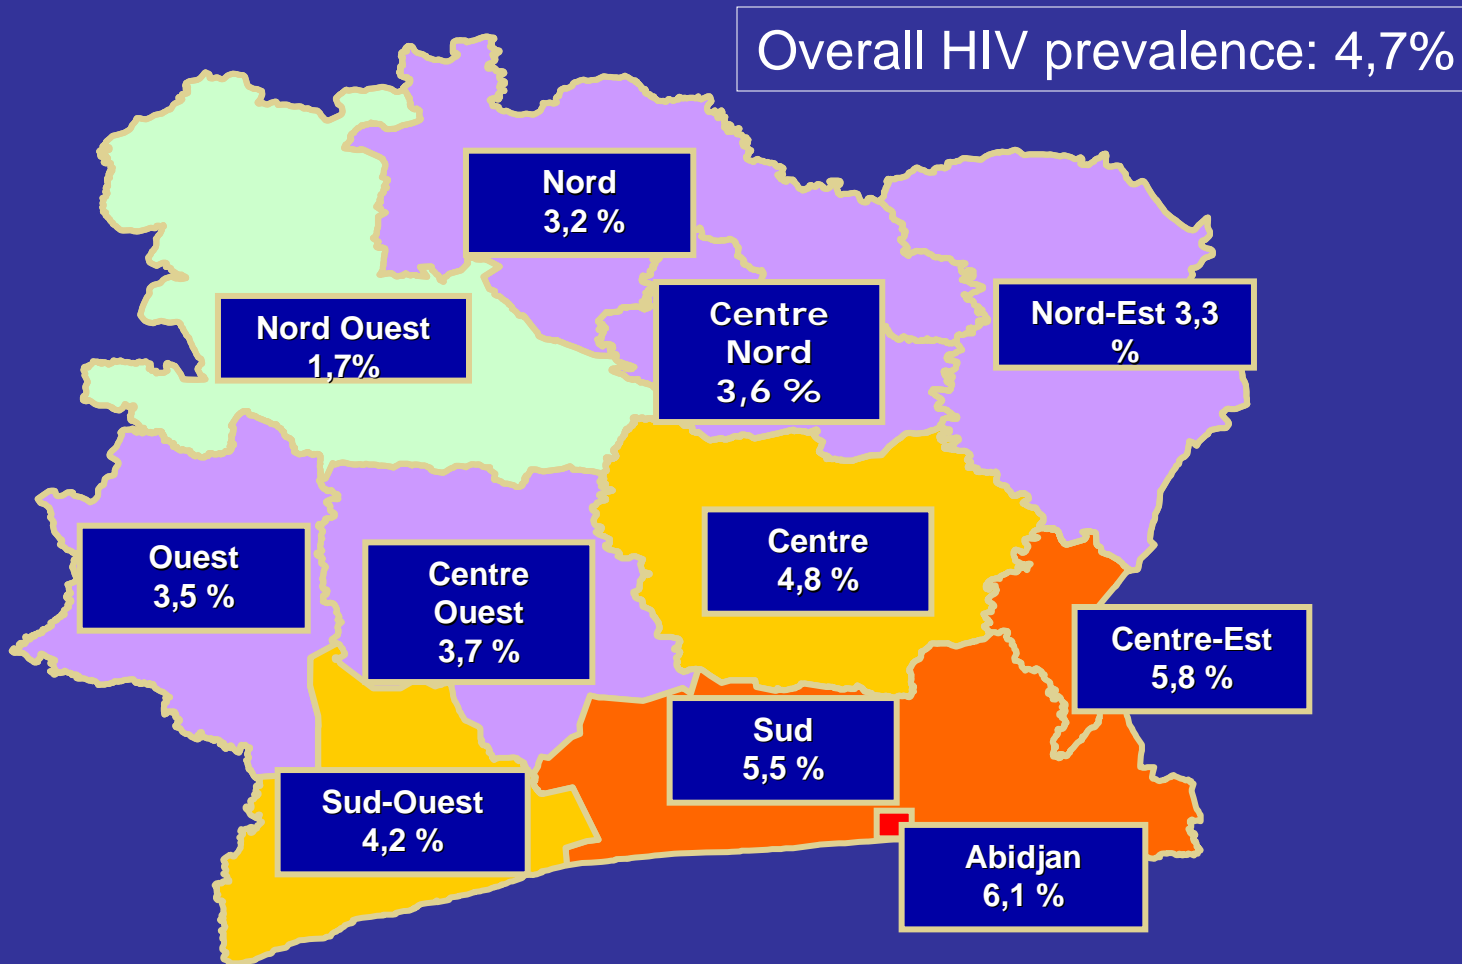 Overall HIV prevalence: 4,7%
Nord
3,2 %
Nord Ouest
1,7%
Centre
Nord
3,6 %
Nord-Est 3,3
%
Ouest
3,5 %
Centre
Ouest
3,7 %
Centre
4,8 %
Centre-Est
5,8 %
Sud
5,5 %
Sud-Ouest
4,2 %
Abidjan
6,1 %